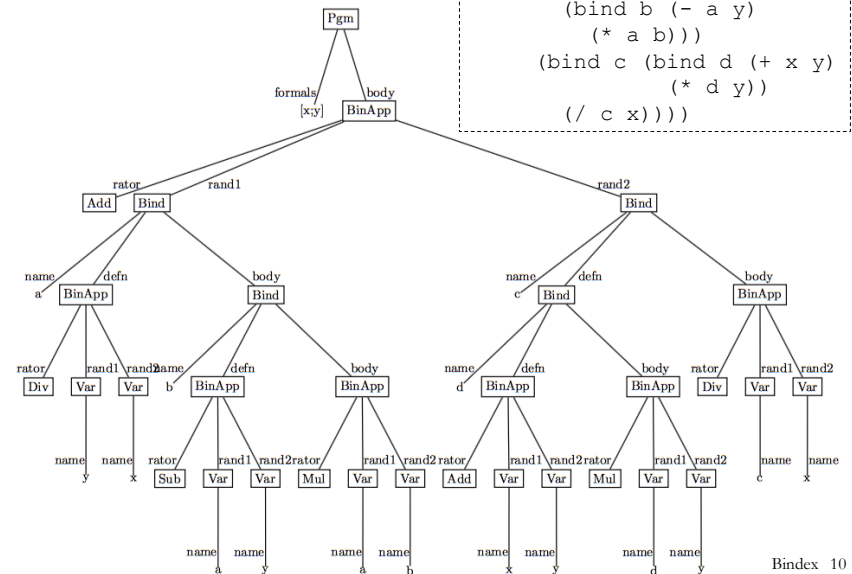 (bind b (- a y)
(* a b)))
(bind c (bind d (+ x y)
(* d y))
(/ c x))))
Pgm
formals body
[x;y] BinApp
rator rand1 rand2
Add Bind Bind
name defn body name defn body
a BinApp Bind c Bind BinApp
rator rand1 rand2 name defn body name defn body rator rand1 rand2
Div Var Var b BinApp BinApp d BinApp BinApp Div Var Var
name name rator rand1 rand2 rator rand1 rand2 rator rand1 rand2 rator rand1 rand2 name name
y x Sub Var Var Mul Var Var Add Var Var Mul Var Var c x
name name name name name name name name
a y a b x y d y
Bindex 10